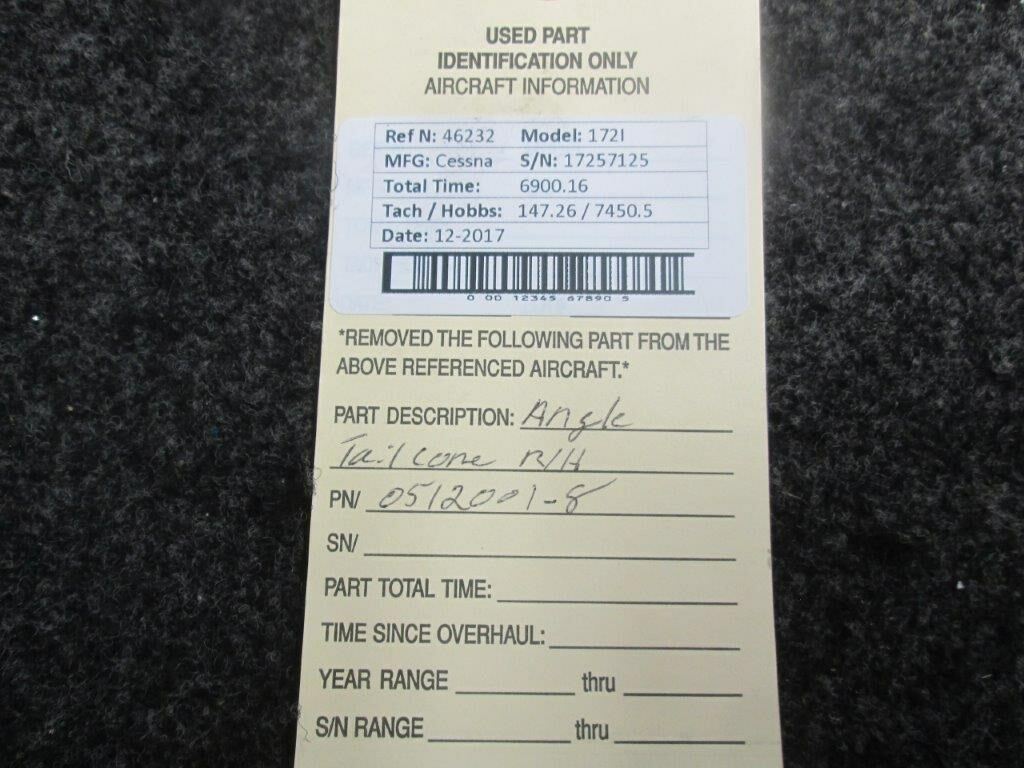 USED PART
IDENTIFICATION ONLY
AIRCRAFT INFORMATION
Ref N: 46232 Model: 172I
MFG: Cessna S/N: 17257125
Total Time: 6900.16
Tach / Hobbs: 147.26 / 7450.5
Date: 12-2017
0 00 12345 67890 5
*REMOVED THE FOLLOWING PART FROM THE
ABOVE REFERENCED AIRCRAFT.*
PART DESCRIPTION: Angle
Tailcone R/H
PN/ 0512001-8
SN/
PART TOTAL TIME:
TIME SINCE OVERHAUL:
YEAR RANGE thru
S/N RANGE thru